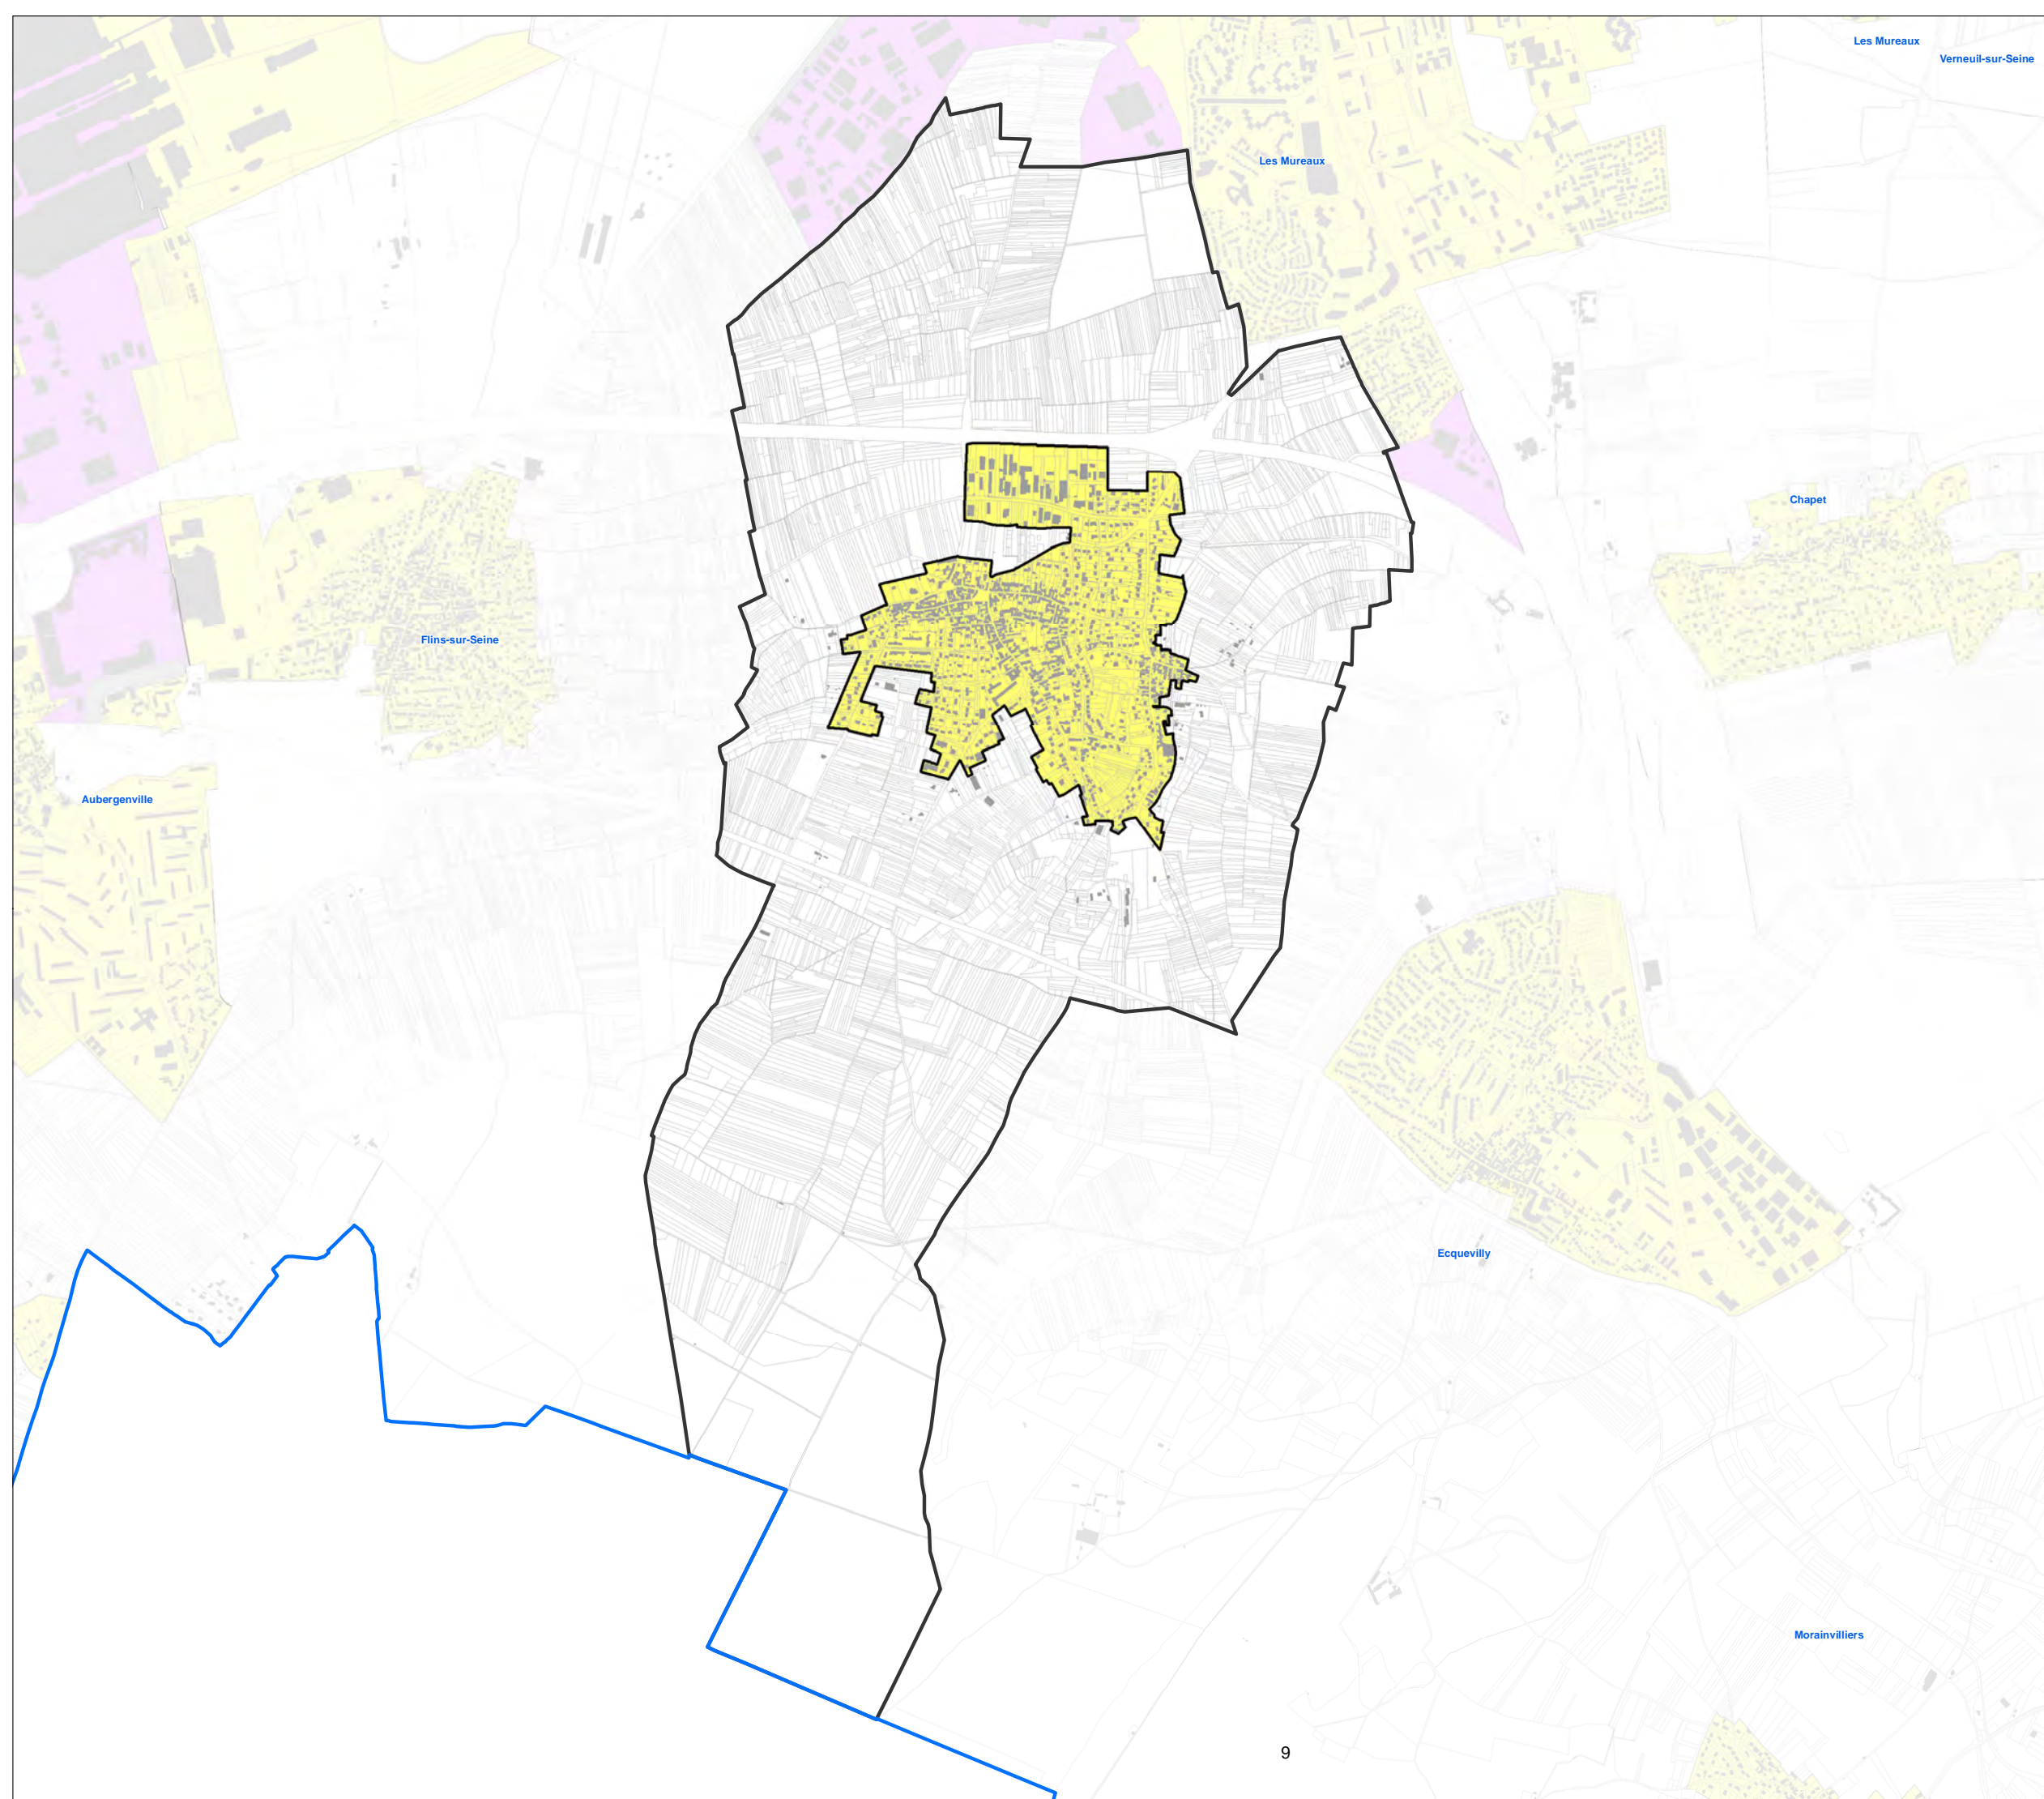 Les Mureaux
Verneuil-sur-Seine
Les Mureaux
Chapet
Flins-sur-Seine
Aubergenville
Ecquevilly
Morainvilliers
9